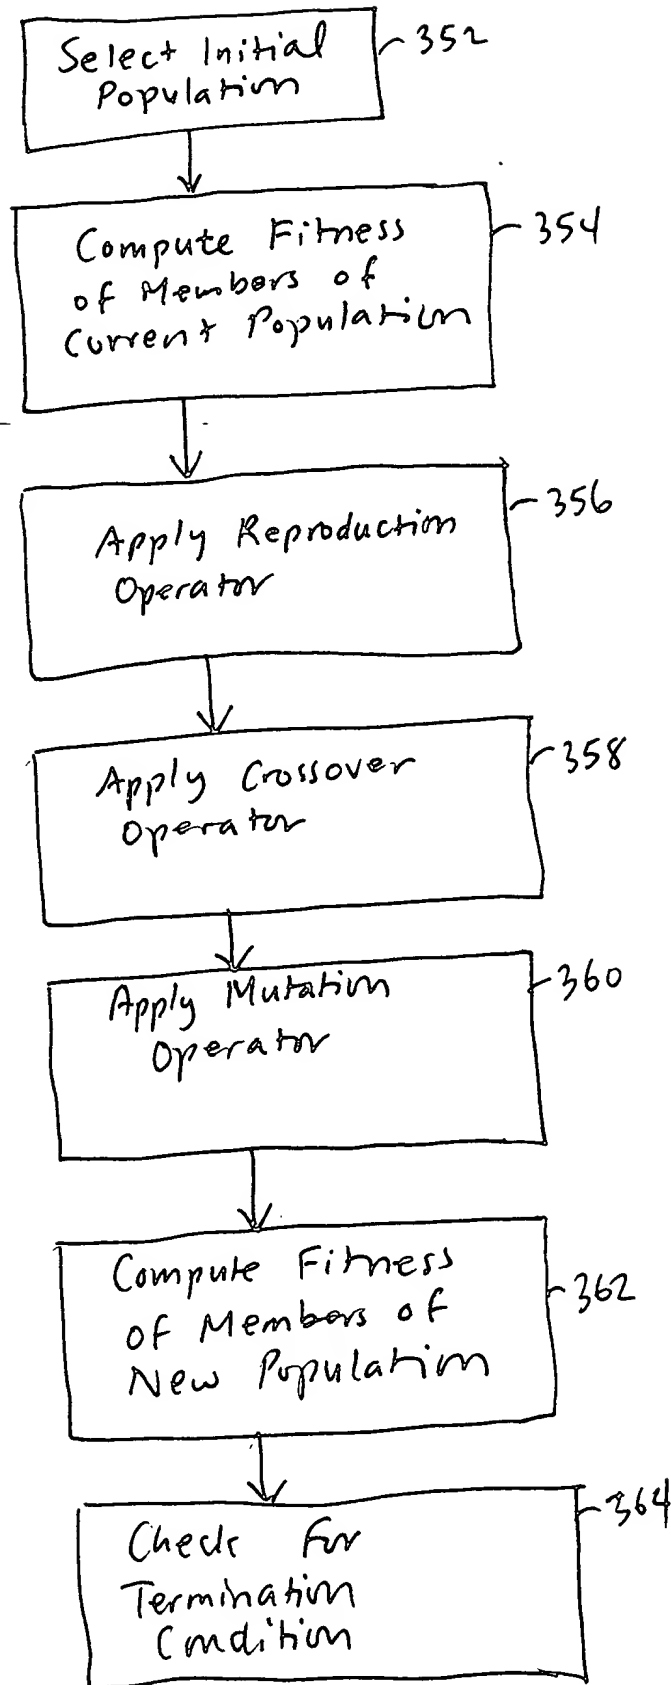 Select Initial 352
Population
Compute Fitness 354
of Members of
Current Population
356
Apply Reproduction
Operator
Apply Crossover 358
Operator
Apply Mutation 360
Operator
Compute Fitness
of Members of 362
New Population
364
Check for
Termination
Condition